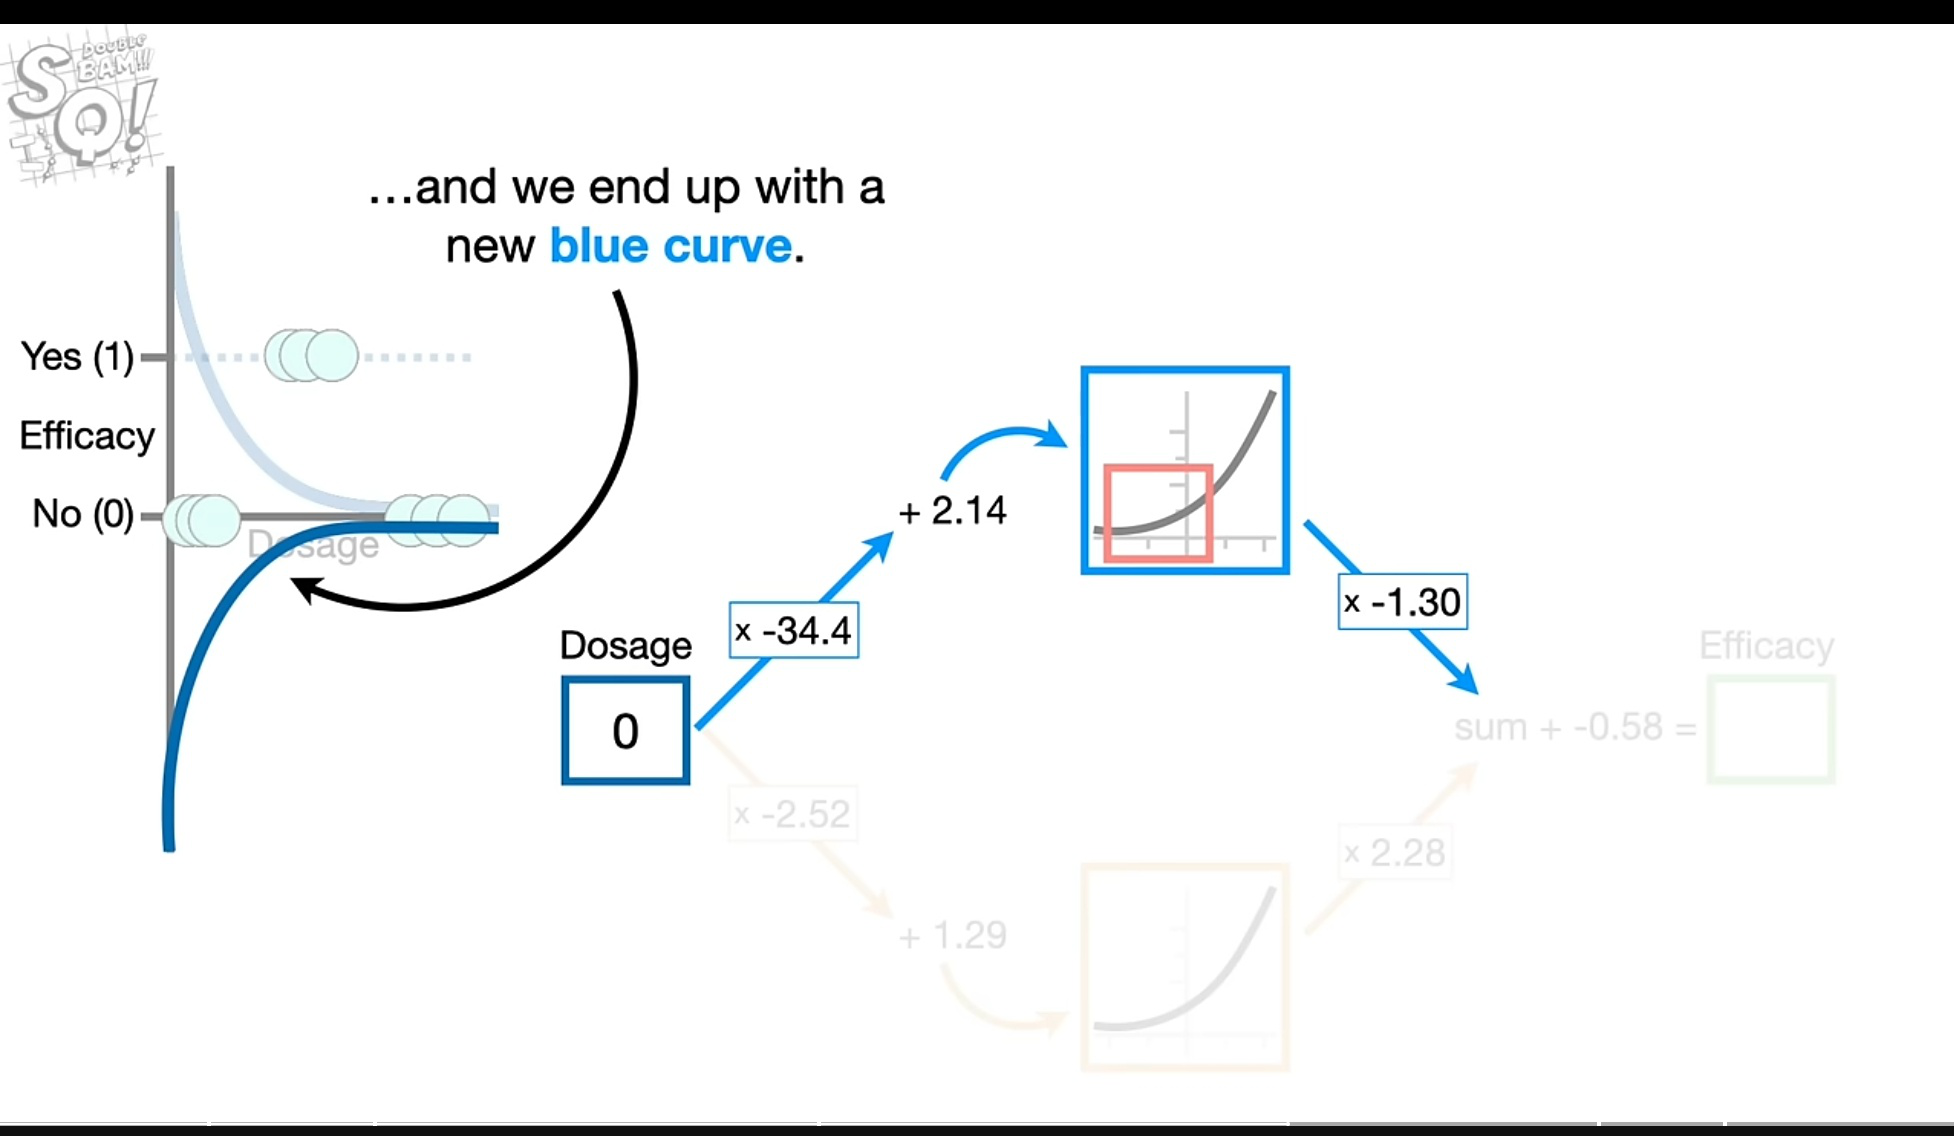 SQ!
DOUBLE
BAM!!!
...and we end up with a
new blue curve.
Yes (1)
Efficacy
No (0)
Dosage
+ 2.14
x -34.4
x -1.30
Dosage
0
Efficacy
sum + -0.58 =
x -2.52
x 2.28
+ 1.29